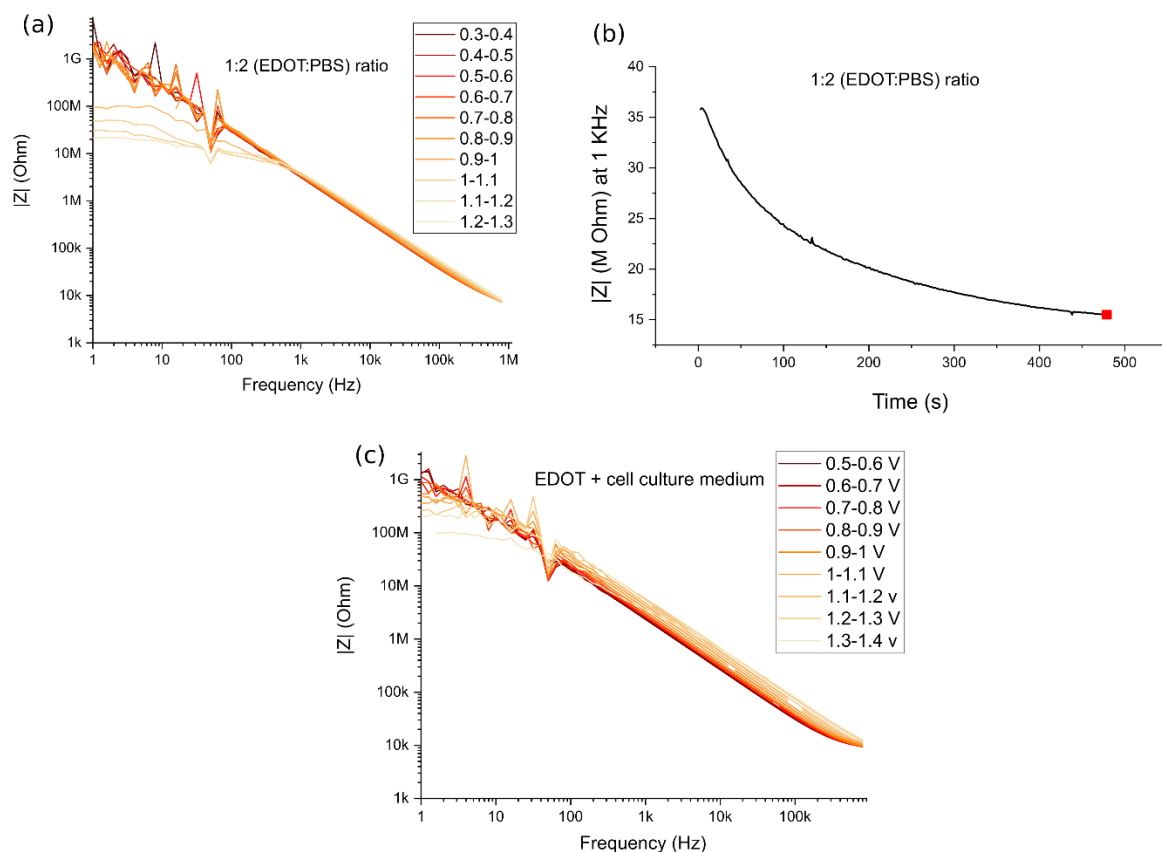 (a)
1:2 (EDOT:PBS) ratio
0.3-0.4
0.4-0.5
0.5-0.6
0.6-0.7
0.7-0.8
0.8-0.9
0.9-1
1-1.1
1.1-1.2
1.2-1.3
|Z| (Ohm)
1G
100M
10M
1M
100k
10k
1k
1 10 100 1k 10k 100k 1M
Frequency (Hz)
(b)
1:2 (EDOT:PBS) ratio
|Z| (M Ohm) at 1 KHz
40
35
30
25
20
15
0 100 200 300 400 500
Time (s)
(c)
EDOT + cell culture medium
0.5-0.6 V
0.6-0.7 V
0.7-0.8 V
0.8-0.9 V
0.9-1 V
1-1.1 V
1.1-1.2 v
1.2-1.3 V
1.3-1.4 v
|Z| (Ohm)
1G
100M
10M
1M
100k
10k
1k
1 10 100 1k 10k 100k
Frequency (Hz)